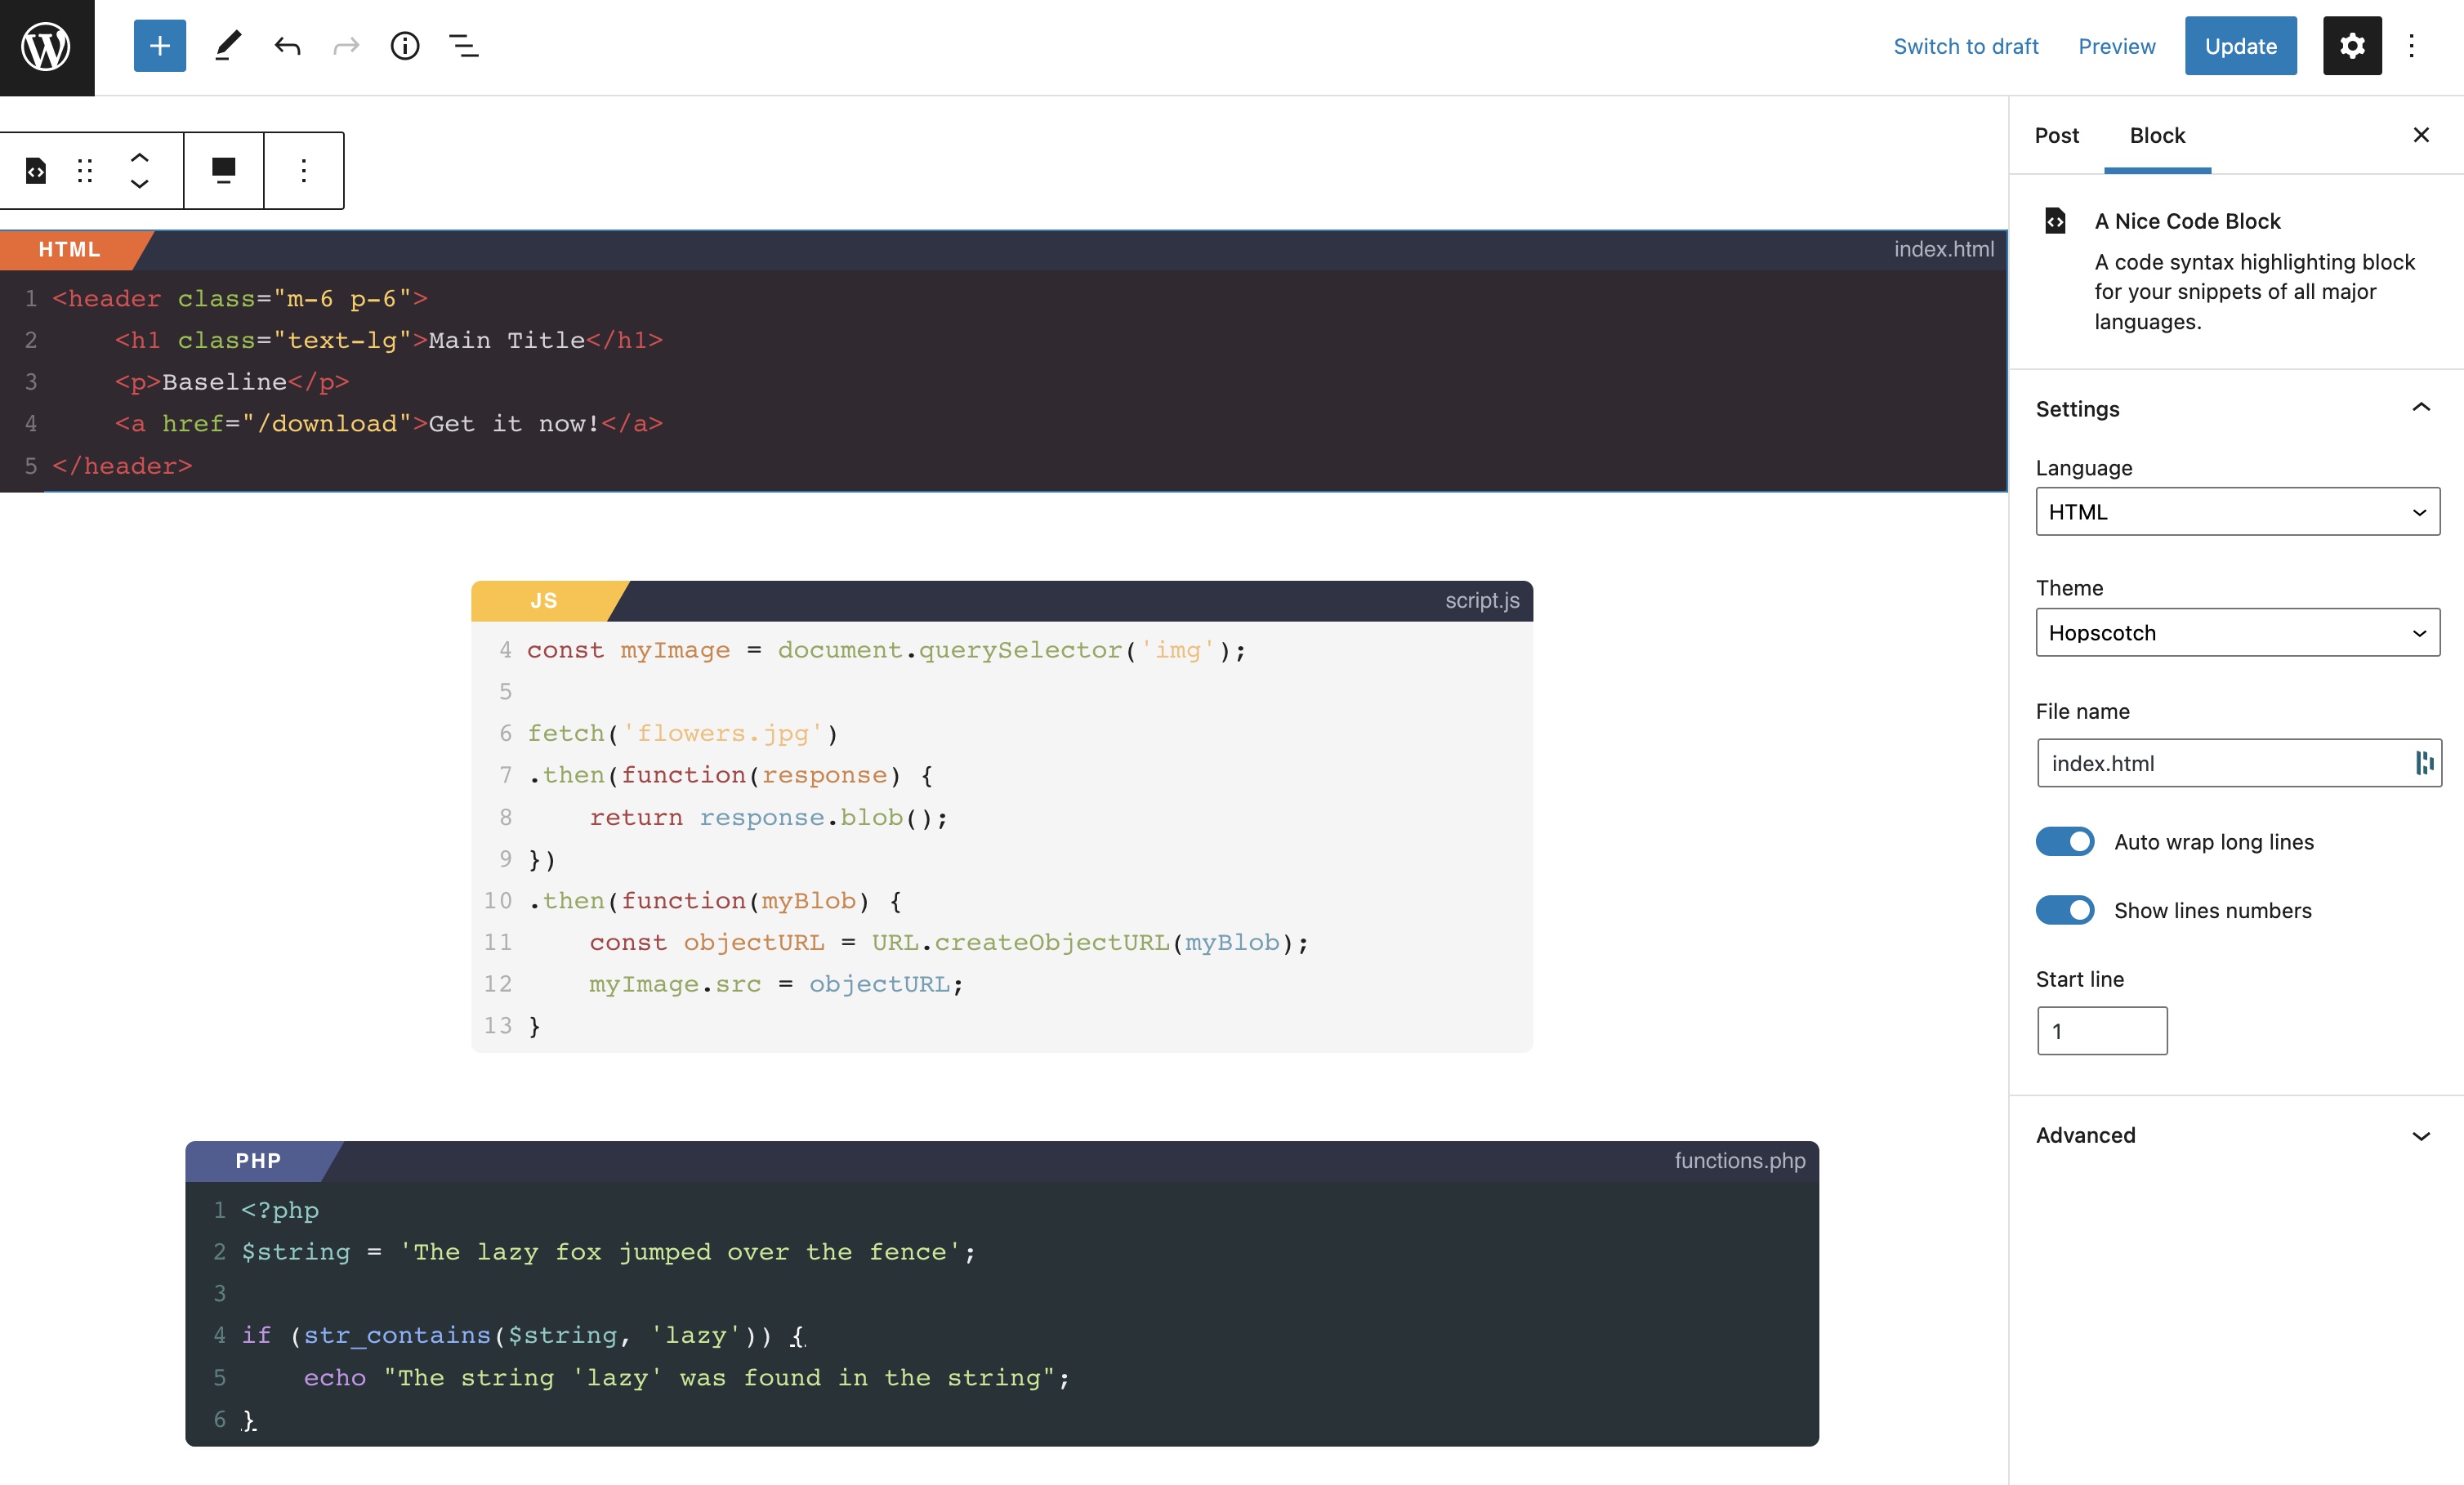 Switch to draft
Preview
Update
HTML
index.html
1 <header class="m-6 p-6">
2     <h1 class="text-lg">Main Title</h1>
3     <p>Baseline</p>
4     <a href="/download">Get it now!</a>
5 </header>
JS
script.js
4 const myImage = document.querySelector('img');
5
6 fetch('flowers.jpg')
7 .then(function(response) {
8     return response.blob();
9 })
10 .then(function(myBlob) {
11     const objectURL = URL.createObjectURL(myBlob);
12     myImage.src = objectURL;
13 }
PHP
functions.php
1 <?php
2 $string = 'The lazy fox jumped over the fence';
3
4 if (str_contains($string, 'lazy')) {
5     echo "The string 'lazy' was found in the string";
6 }
Post
Block
A Nice Code Block
A code syntax highlighting block
for your snippets of all major
languages.
Settings
Language
HTML
Theme
Hopscotch
File name
index.html
Auto wrap long lines
Show lines numbers
Start line
1
Advanced